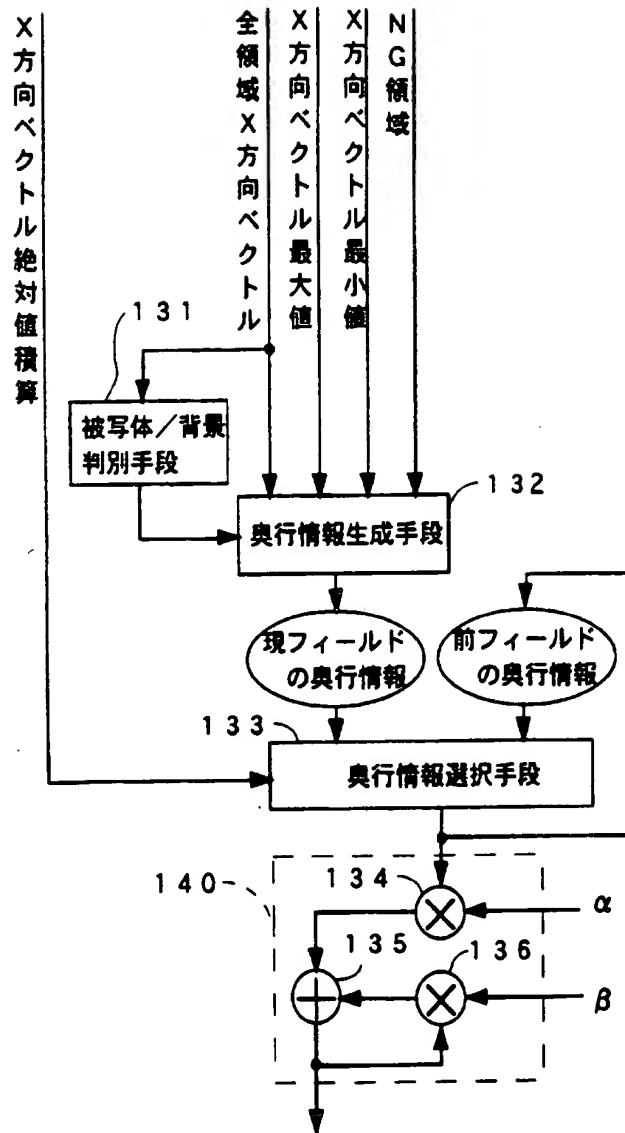 X方向ベクトル絶対値積算
全領域X方向ベクトル
X方向ベクトル最大値
X方向ベクトル最小値
NG領域
131
被写体／背景
判別手段
132
奥行情報生成手段
現フィールド
の奥行情報
前フィールド
の奥行情報
133
奥行情報選択手段
140
134
α
135
136
β